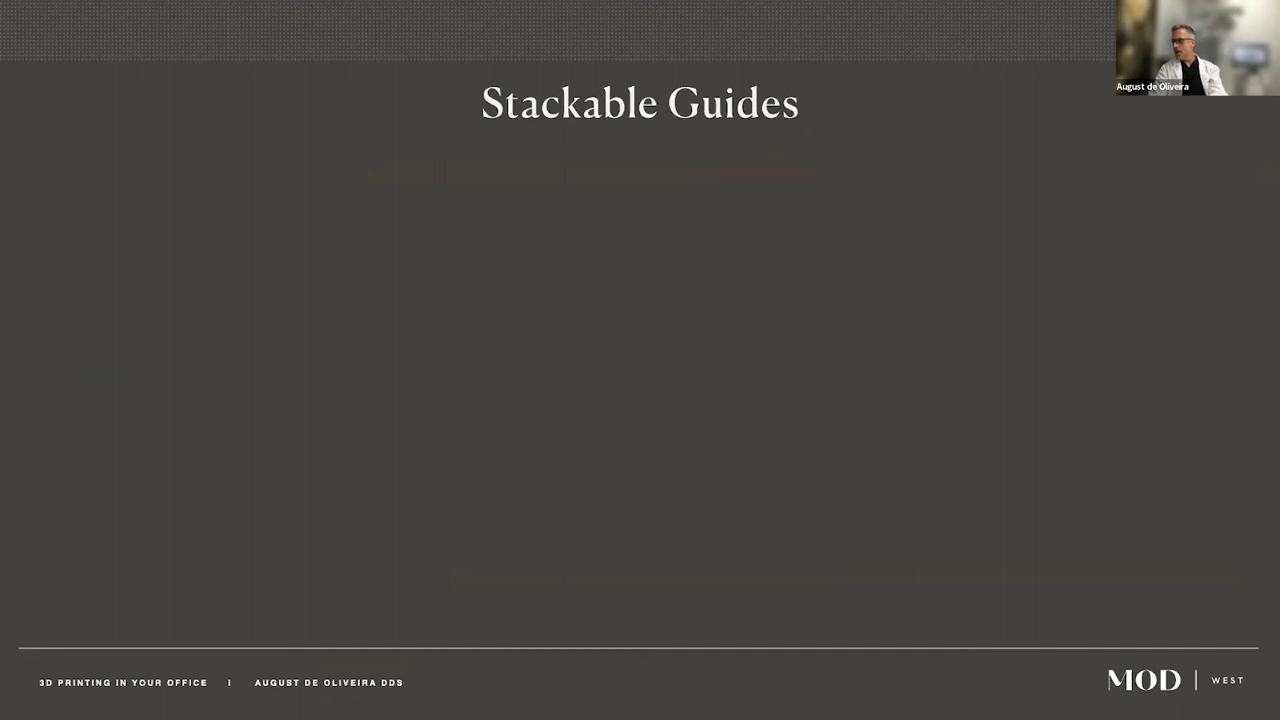 August de Oliveira
Stackable Guides
3D PRINTING IN YOUR OFFICE | AUGUST DE OLIVEIRA DDS
MOD | WEST